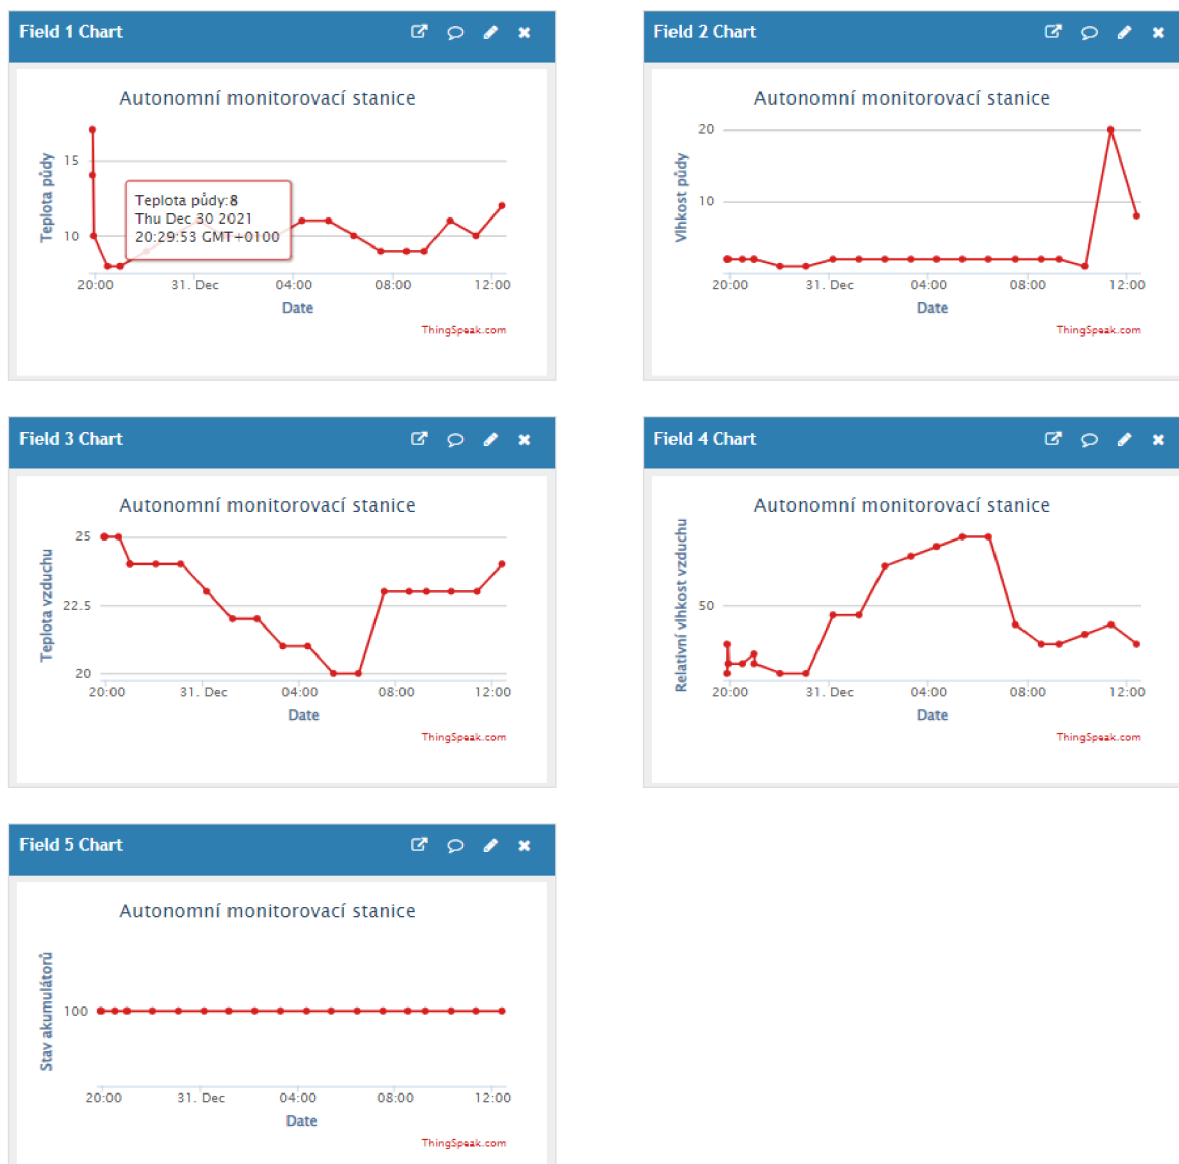 Field 1 Chart
Autonomní monitorovací stanice
Teplota půdy
15
10
Teplota půdy:8
Thu Dec 30 2021
20:29:53 GMT+0100
20:00 31. Dec 04:00 08:00 12:00
Date
ThingSpeak.com
Field 2 Chart
Autonomní monitorovací stanice
Vlhkost půdy
20
10
20:00 31. Dec 04:00 08:00 12:00
Date
ThingSpeak.com
Field 3 Chart
Autonomní monitorovací stanice
Teplota vzduchu
25
22.5
20
20:00 31. Dec 04:00 08:00 12:00
Date
ThingSpeak.com
Field 4 Chart
Autonomní monitorovací stanice
Relativní vlhkost vzduchu
50
20:00 31. Dec 04:00 08:00 12:00
Date
ThingSpeak.com
Field 5 Chart
Autonomní monitorovací stanice
Stav akumulátorů
100
20:00 31. Dec 04:00 08:00 12:00
Date
ThingSpeak.com